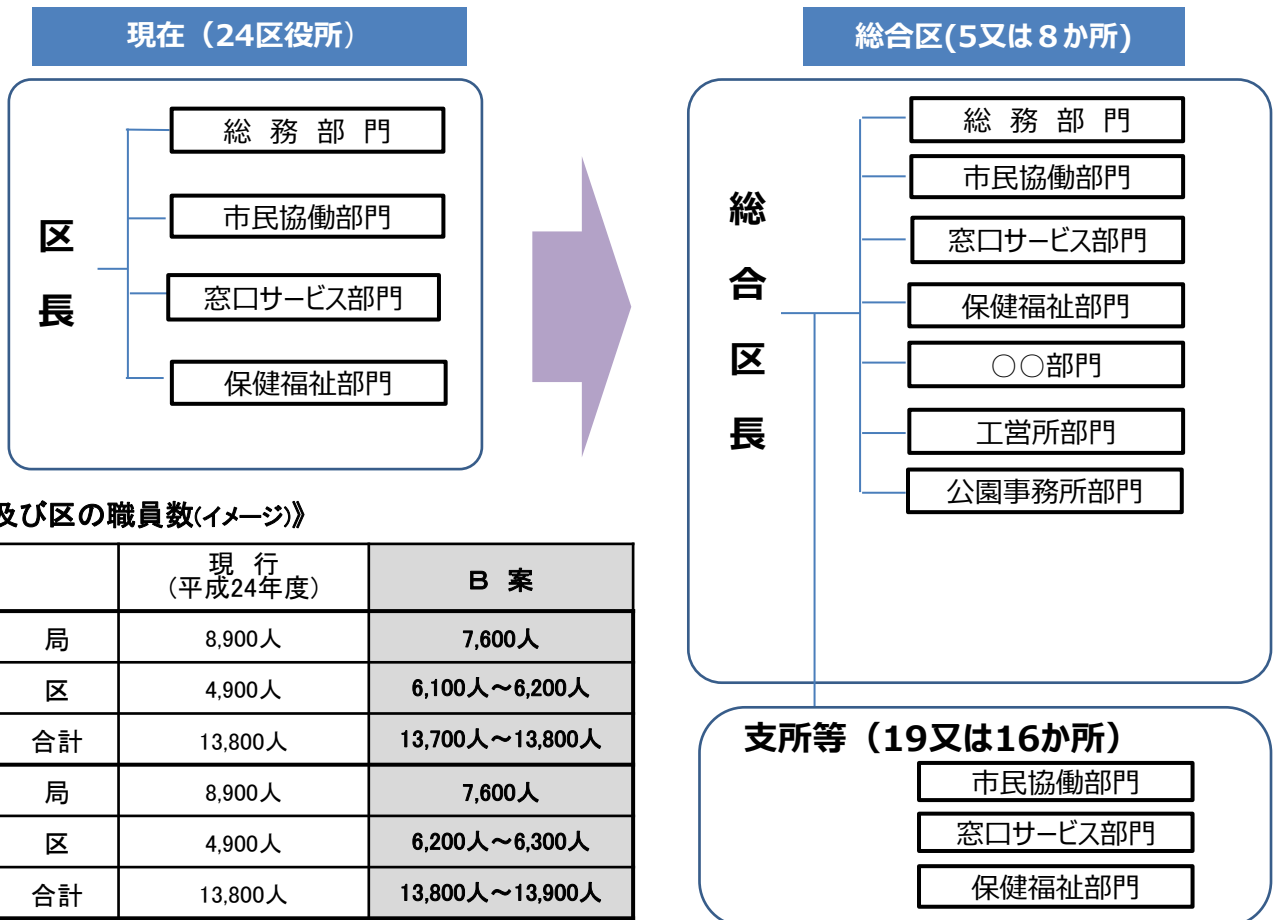 現在（24区役所）
区長
総務部門
市民協働部門
窓口サービス部門
保健福祉部門
総合区(5又は８か所)
総合区長
総務部門
市民協働部門
窓口サービス部門
保健福祉部門
○○部門
工営所部門
公園事務所部門
支所等（19又は16か所）
市民協働部門
窓口サービス部門
保健福祉部門
及び区の職員数(イメージ)》
現行(平成24年度) B案
局 8,900人 7,600人
区 4,900人 6,100人～6,200人
合計 13,800人 13,700人～13,800人
局 8,900人 7,600人
区 4,900人 6,200人～6,300人
合計 13,800人 13,800人～13,900人